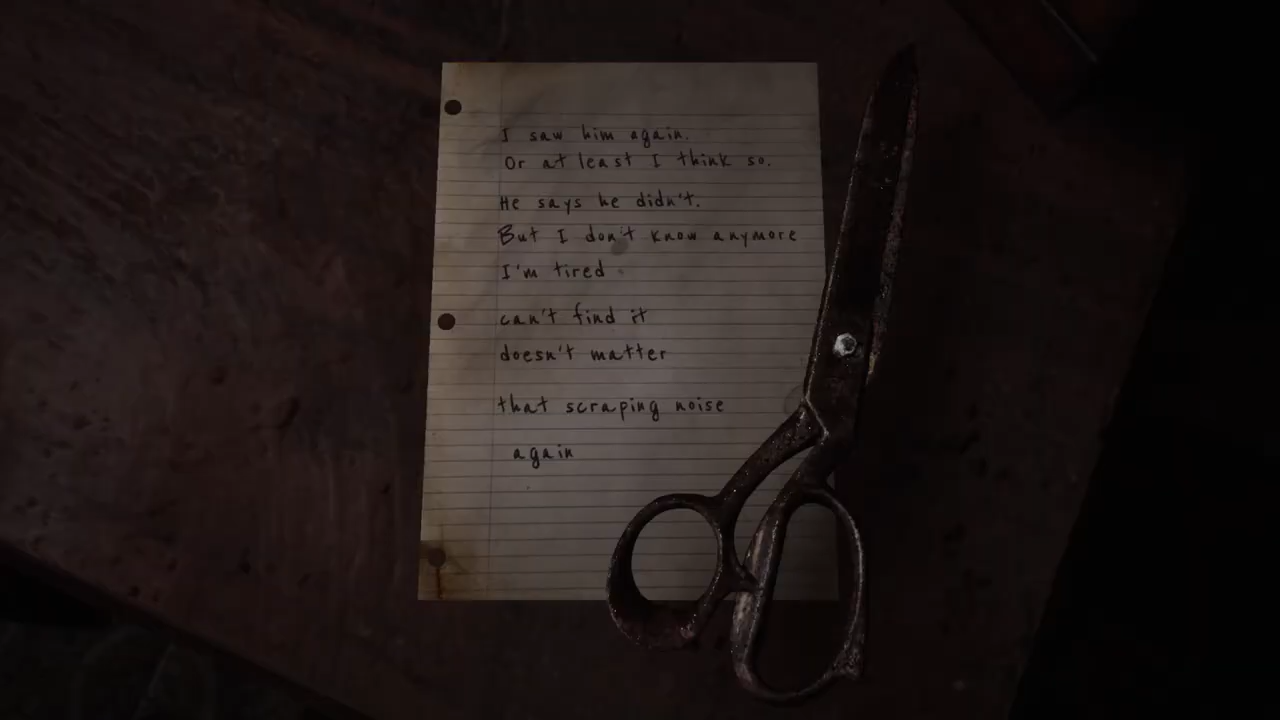 I saw him again.
Or at least I think so.
He says he didn't.
But I don't know anymore
I'm tired
can't find it
doesn't matter
that scraping noise
again